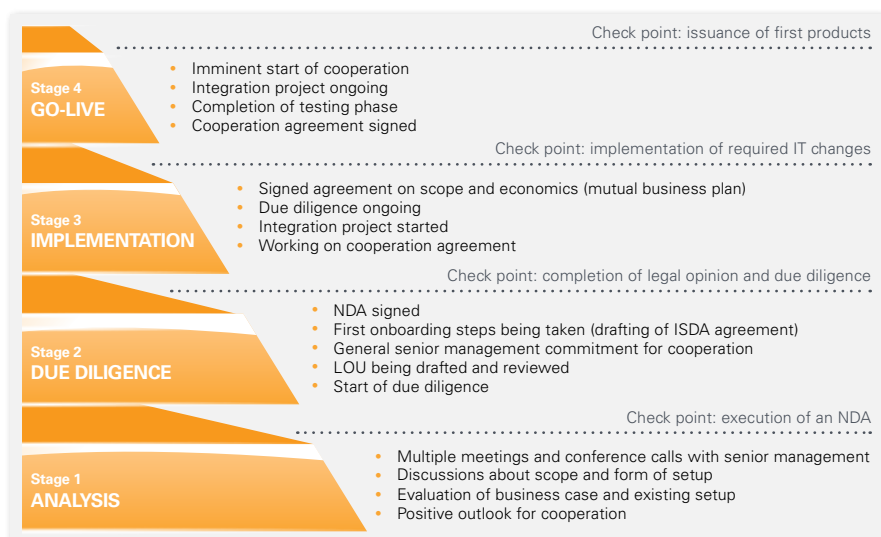 Check point: issuance of first products
Stage 4
GO-LIVE
• Imminent start of cooperation
• Integration project ongoing
• Completion of testing phase
• Cooperation agreement signed
Check point: implementation of required IT changes
Stage 3
IMPLEMENTATION
• Signed agreement on scope and economics (mutual business plan)
• Due diligence ongoing
• Integration project started
• Working on cooperation agreement
Check point: completion of legal opinion and due diligence
Stage 2
DUE DILIGENCE
• NDA signed
• First onboarding steps being taken (drafting of ISDA agreement)
• General senior management commitment for cooperation
• LOU being drafted and reviewed
• Start of due diligence
Check point: execution of an NDA
Stage 1
ANALYSIS
• Multiple meetings and conference calls with senior management
• Discussions about scope and form of setup
• Evaluation of business case and existing setup
• Positive outlook for cooperation